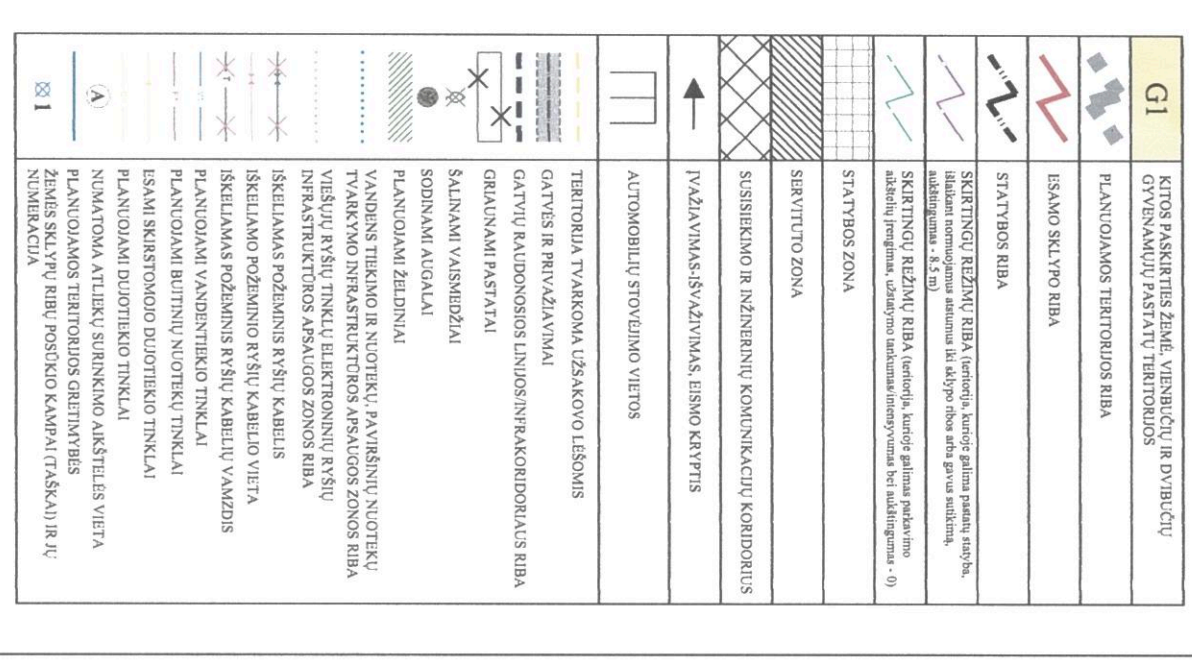 G1
KITOS PASKIRTIES ŽEMĖ, VIENBUČIŲ IR DVIBUČIŲ
GYVENAMŲJŲ PASTATŲ TERITORIJOS
PLANUOJAMOS TERITORIJOS RIBA
ESAMO SKLYPO RIBA
STATYBOS RIBA
SKIRTINGŲ REŽIMŲ RIBA (teritorija, kurioje galima pastatų statyba,
išlaikant normuojamus atstumus iki sklypo ribos arba gavus sutikimą,
aukštingumas - 8.5 m)
SKIRTINGŲ REŽIMŲ RIBA (teritorija, kurioje galimas parkavimo
aikštelių įrengimas, užstatymo tankumas/intensyvumas bei aukštingumas - 0)
STATYBOS ZONA
SERVITUTO ZONA
SUSISIEKIMO IR INŽINERINIŲ KOMUNIKACIJŲ KORIDORIUS
ĮVAŽIAVIMAS-IŠVAŽIVIMAS, EISMO KRYPTIS
AUTOMOBILIŲ STOVĖJIMO VIETOS
TERITORIJA TVARKOMA UŽSAKOVO LĖŠOMIS
GATVĖS IR PRIVAŽIAVIMAI
GATVIŲ RAUDONOSIOS LINIJOS/INFRAKORIDORIAUS RIBA
GRIAUNAMI PASTATAI
ŠALINAMI VAISMEDŽIAI
SODINAMI AUGALAI
PLANUOJAMI ŽELDINIAI
VANDENS TIEKIMO IR NUOTEKŲ, PAVIRŠINIŲ NUOTEKŲ
TVARKYMO INFRASTRUKTŪROS APSAUGOS ZONOS RIBA
VIEŠŲJŲ RYŠIŲ TINKLŲ ELEKTRONINIŲ RYŠIŲ
INFRASTRUKTŪROS APSAUGOS ZONOS RIBA
IŠKELIAMAS POŽEMINIS RYŠIŲ KABELIS
IŠKELIAMO POŽEMINIO RYŠIŲ KABELIO VIETA
IŠKELIAMAS POŽEMINIS RYŠIŲ KABELIŲ VAMZDIS
PLANUOJAMI VANDENTIEKIO TINKLAI
PLANUOJAMI BUITINIŲ NUOTEKŲ TINKLAI
ESAMI SKIRSTOMOJO DUJOTIEKIO TINKLAI
PLANUOJAMI DUJOTIEKIO TINKLAI
A
NUMATOMA ATLIEKŲ SURINKIMO AIKŠTELĖS VIETA
PLANUOJAMOS TERITORIJOS GRETIMYBĖS
1
ŽEMĖS SKLYPŲ RIBŲ POSŪKIO KAMPAI (TAŠKAI) IR JŲ
NUMERACIJA